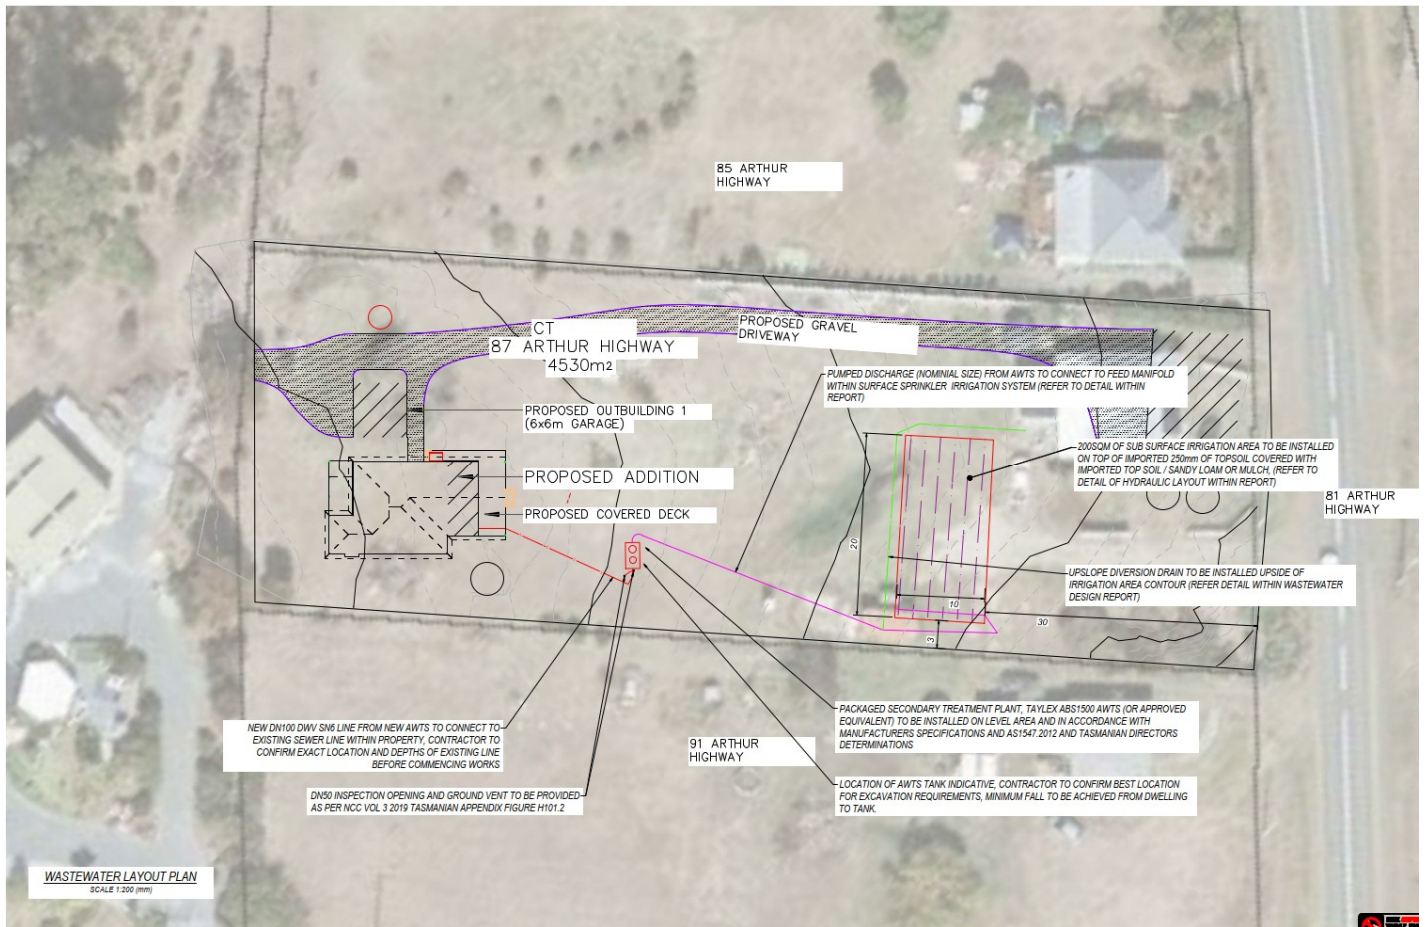 85 ARTHUR
HIGHWAY
CT
87 ARTHUR HIGHWAY
4530m2
PROPOSED GRAVEL
DRIVEWAY
PUMPED DISCHARGE (NOMINIAL SIZE) FROM AWTS TO CONNECT TO FEED MANIFOLD
WITHIN SURFACE SPRINKLER IRRIGATION SYSTEM (REFER TO DETAIL WITHIN
REPORT)
PROPOSED OUTBUILDING 1
(6x6m GARAGE)
200SQM OF SUB SURFACE IRRIGATION AREA TO BE INSTALLED
ON TOP OF IMPORTED 250mm OF TOPSOIL COVERED WITH
IMPORTED TOP SOIL / SANDY LOAM OR MULCH, (REFER TO
DETAIL OF HYDRAULIC LAYOUT WITHIN REPORT)
PROPOSED ADDITION
81 ARTHUR
HIGHWAY
PROPOSED COVERED DECK
20
UPSLOPE DIVERSION DRAIN TO BE INSTALLED UPSIDE OF
IRRIGATION AREA CONTOUR (REFER DETAIL WITHIN WASTEWATER
DESIGN REPORT)
10
30
3
NEW DN100 DWV SN6 LINE FROM NEW AWTS TO CONNECT TO
EXISTING SEWER LINE WITHIN PROPERTY, CONTRACTOR TO
CONFIRM EXACT LOCATION AND DEPTHS OF EXISTING LINE
BEFORE COMMENCING WORKS
91 ARTHUR
HIGHWAY
PACKAGED SECONDARY TREATMENT PLANT, TAYLEX ABS1500 AWTS (OR APPROVED
EQUIVALENT) TO BE INSTALLED ON LEVEL AREA AND IN ACCORDANCE WITH
MANUFACTURERS SPECIFICATIONS AND AS1547.2012 AND TASMANIAN DIRECTORS
DETERMINATIONS
DN50 INSPECTION OPENING AND GROUND VENT TO BE PROVIDED
AS PER NCC VOL 3 2019 TASMANIAN APPENDIX FIGURE H101.2
LOCATION OF AWTS TANK INDICATIVE, CONTRACTOR TO CONFIRM BEST LOCATION
FOR EXCAVATION REQUIREMENTS, MINIMUM FALL TO BE ACHIEVED FROM DWELLING
TO TANK.
WASTEWATER LAYOUT PLAN
SCALE 1:200 (mm)